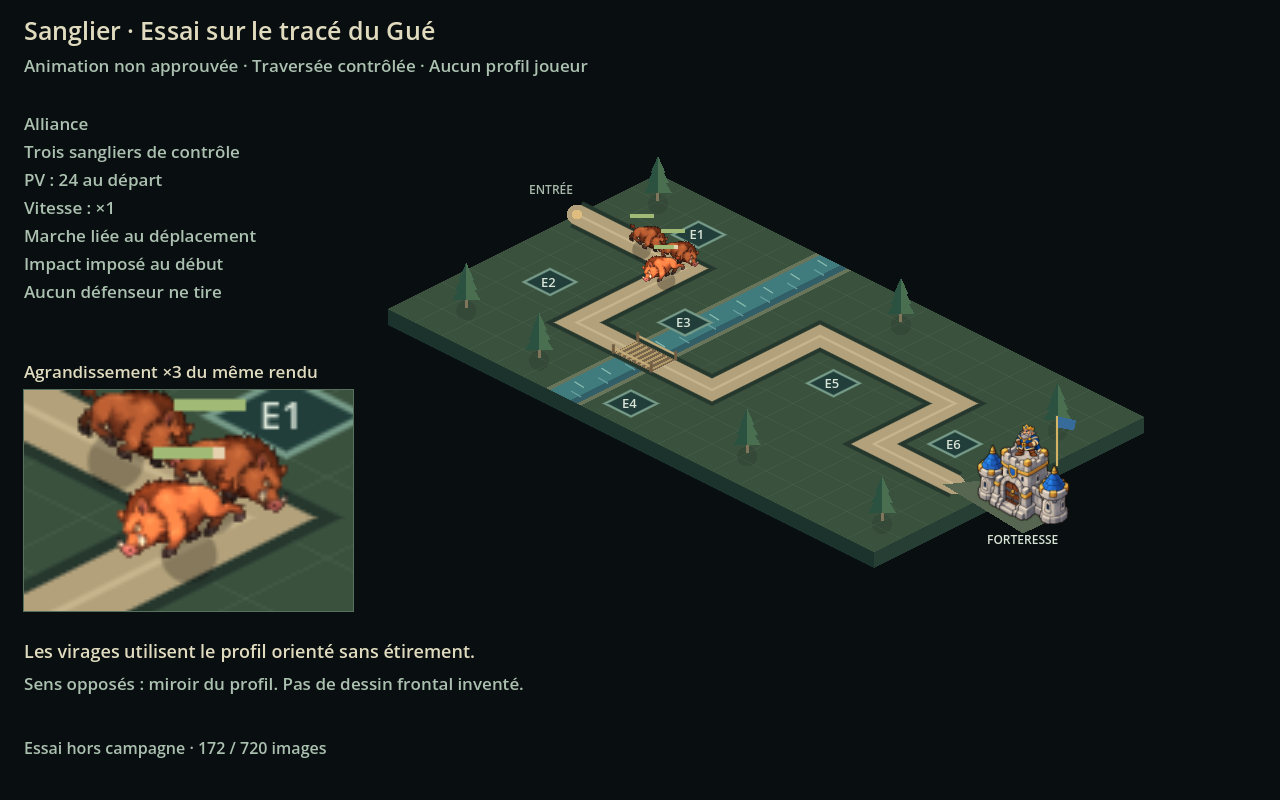 Sanglier · Essai sur le tracé du Gué
Animation non approuvée · Traversée contrôlée · Aucun profil joueur
Alliance
Trois sangliers de contrôle
PV : 24 au départ
Vitesse : ×1
Marche liée au déplacement
Impact imposé au début
Aucun défenseur ne tire
ENTRÉE
E1
E2
E3
E4
E5
E6
FORTERESSE
Agrandissement ×3 du même rendu
E1
Les virages utilisent le profil orienté sans étirement.
Sens opposés : miroir du profil. Pas de dessin frontal inventé.
Essai hors campagne · 172 / 720 images